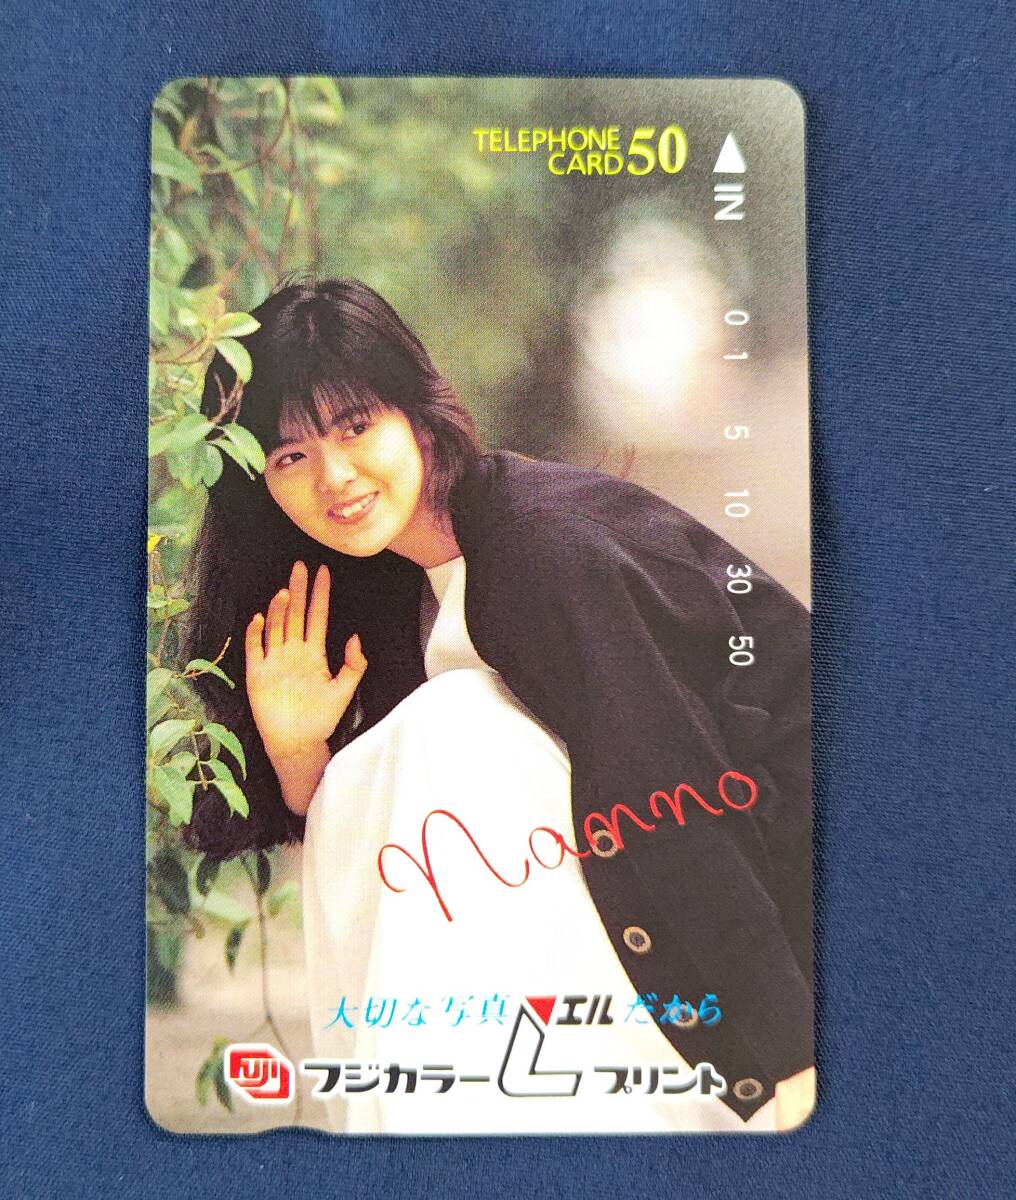 TELEPHONE
CARD 50
IN
0 1 5 10 30 50
Nanno
大切な写真 エルだから
FUJI フジカラー L プリント